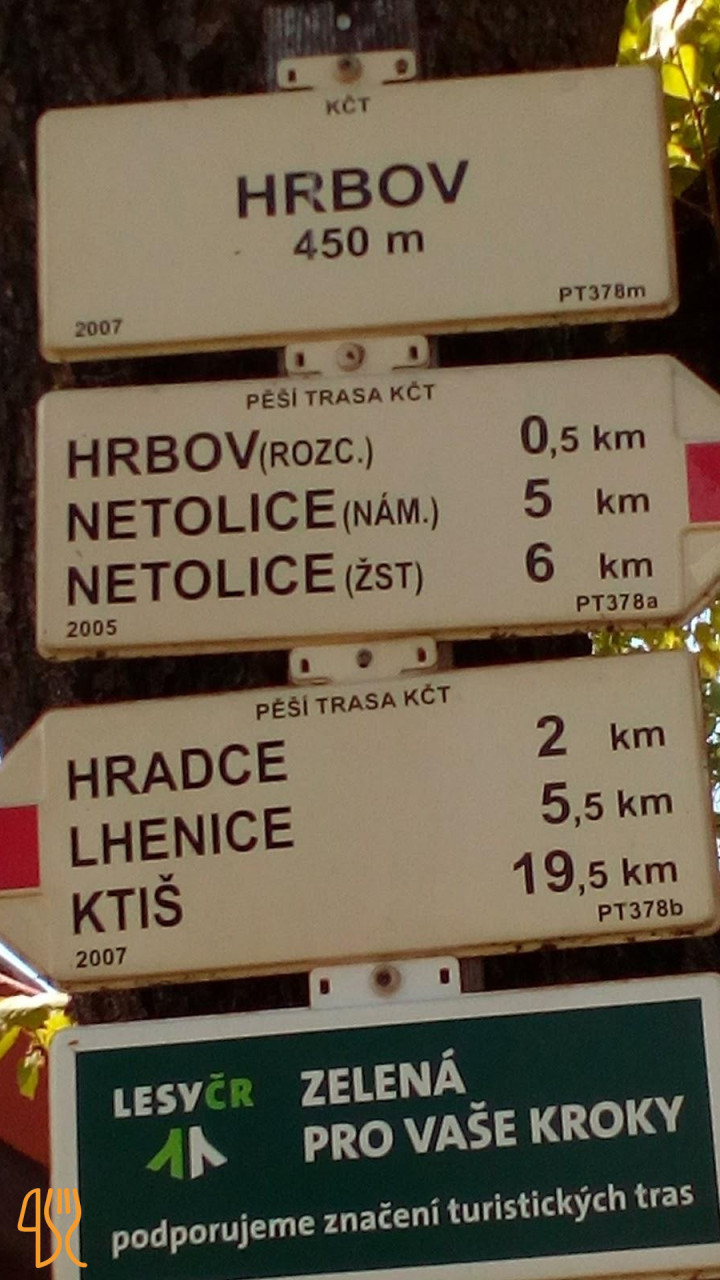 KČT
HRBOV
450 m
2007 PT378m
PĚŠÍ TRASA KČT
HRBOV (ROZC.) 0,5 km
NETOLICE (NÁM.) 5 km
NETOLICE (ŽST) 6 km
2005 PT378a
PĚŠÍ TRASA KČT
HRADCE 2 km
LHENICE 5,5 km
KTIŠ 19,5 km
2007 PT378b
LESYČR ZELENÁ
PRO VAŠE KROKY
podporujeme značení turistických tras